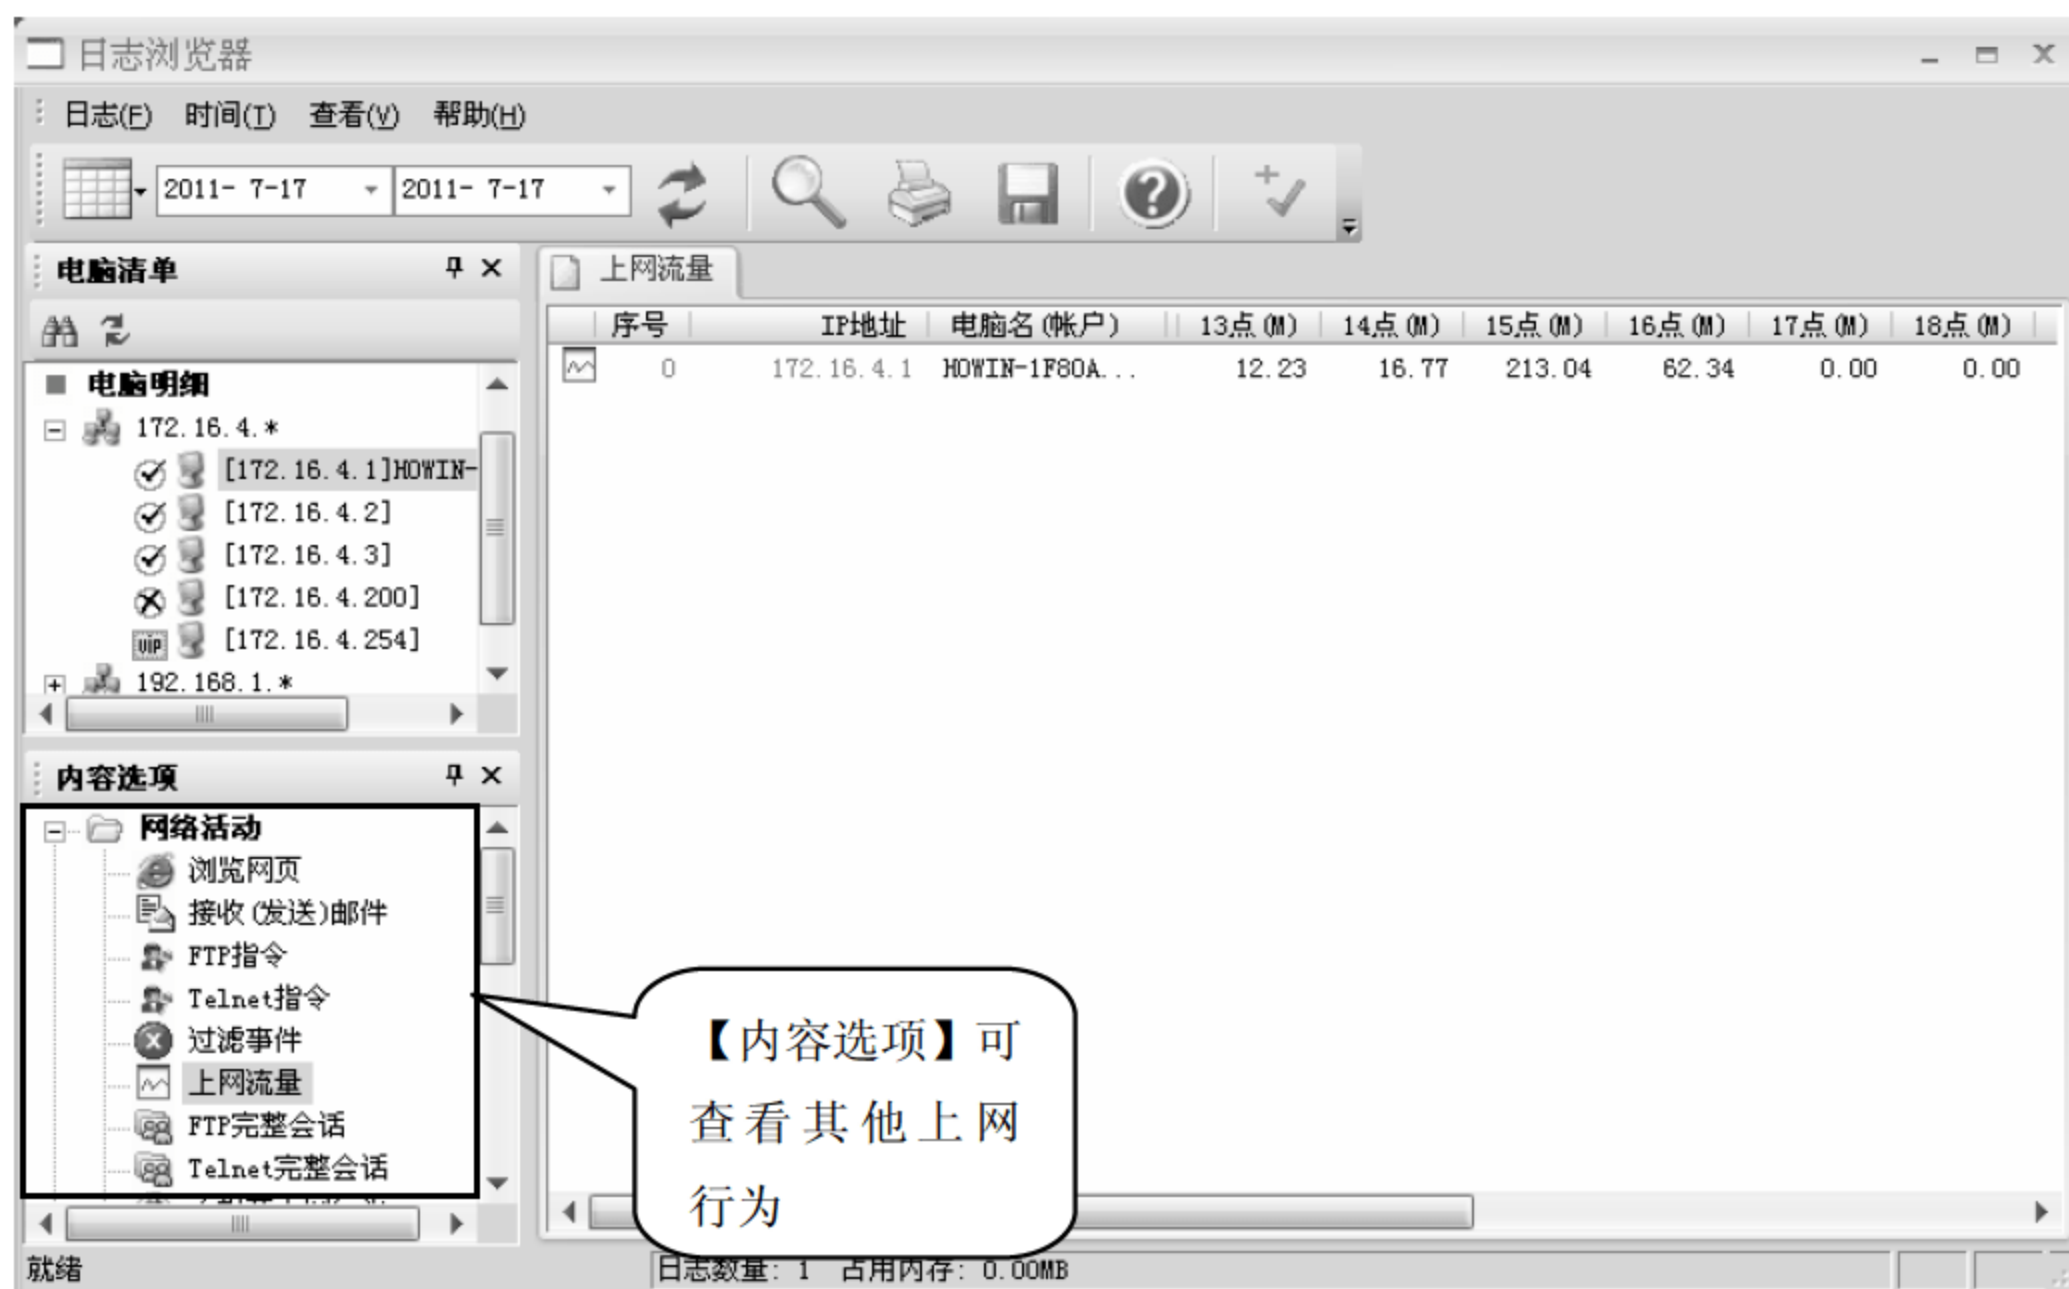 日志浏览器
日志(F) 时间(T) 查看(V) 帮助(H)
2011- 7-17 2011- 7-17
电脑清单
电脑明细
172.16.4.*
[172.16.4.1]HOWIN-
[172.16.4.2]
[172.16.4.3]
[172.16.4.200]
VIP [172.16.4.254]
192.168.1.*
内容选项
网络活动
浏览网页
接收(发送)邮件
FTP指令
Telnet指令
过滤事件
上网流量
FTP完整会话
Telnet完整会话
上网流量
序号 IP地址 电脑名(帐户) 13点(M) 14点(M) 15点(M) 16点(M) 17点(M) 18点(M)
0 172.16.4.1 HOWIN-1F80A... 12.23 16.77 213.04 62.34 0.00 0.00
【内容选项】可
查看其他上网
行为
就绪 日志数量: 1 占用内存: 0.00MB